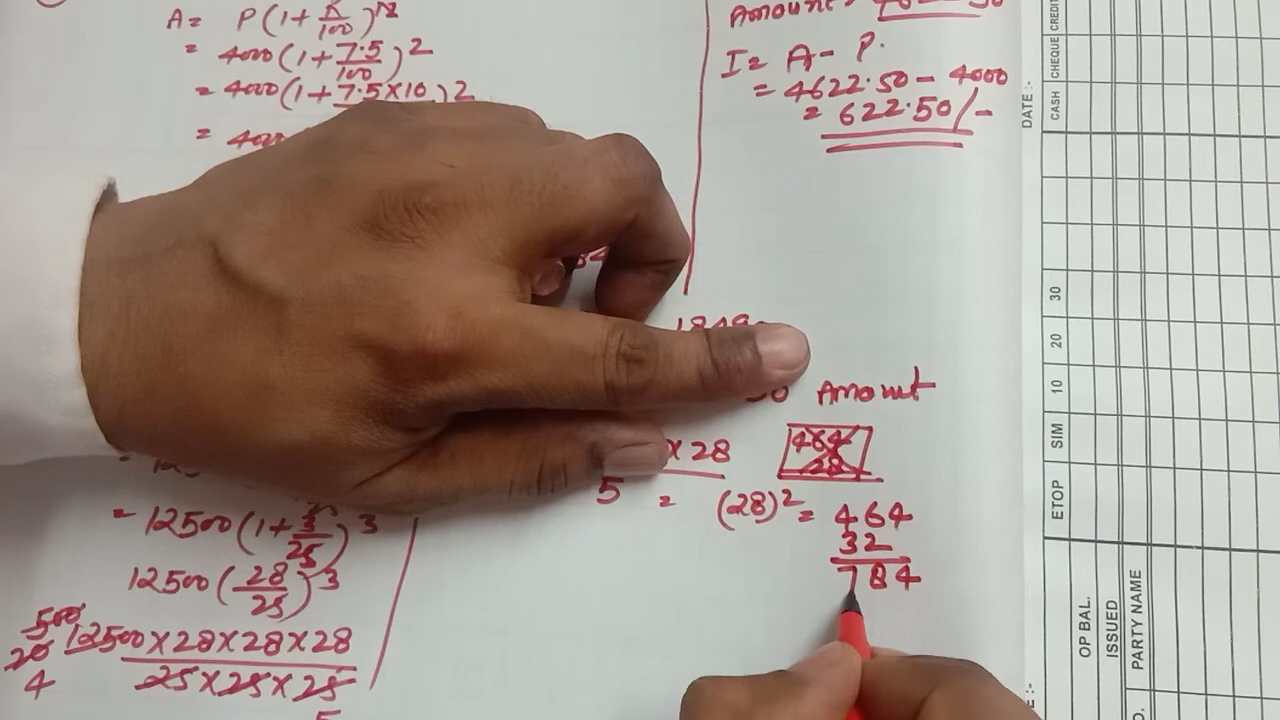 A = P(1+R/100)^n
= 4000(1+7.5/100)^2
= 4000(1+7.5×10)^2
= 400
Amount
I = A - P.
= 4622.50 - 4000
= 622.50/-
Amount
×28
5
464
28
= (28)^2 = 464
32
784
= 12500(1+3/25)^3
12500(28/25)^3
500
20 12500×28×28×28
4 25×25×25
5
DATE :-
CASH CHEQUE CREDIT
ETOP SIM 10 20 30
OP BAL.
ISSUED
PARTY NAME